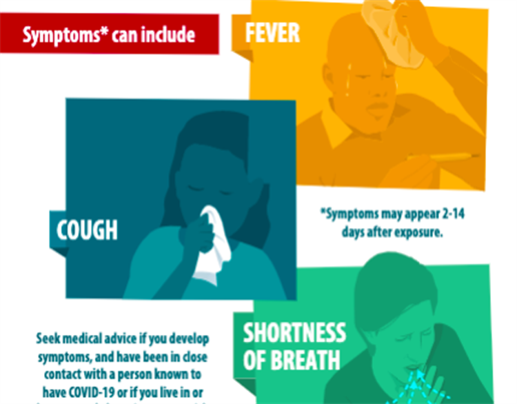 Symptoms* can include
FEVER
COUGH
*Symptoms may appear 2-14
days after exposure.
SHORTNESS
OF BREATH
Seek medical advice if you develop
symptoms, and have been in close
contact with a person known to
have COVID-19 or if you live in or